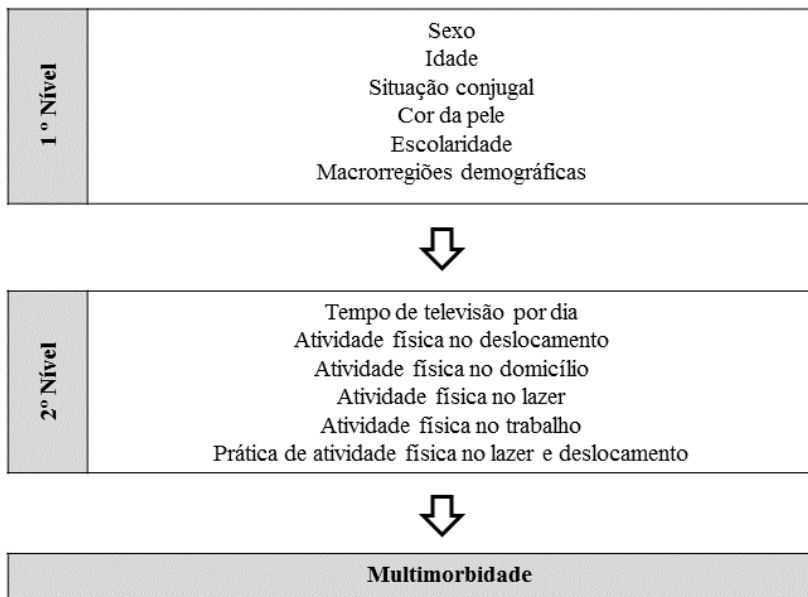 1º Nível
Sexo
Idade
Situação conjugal
Cor da pele
Escolaridade
Macrorregiões demográficas
2º Nível
Tempo de televisão por dia
Atividade física no deslocamento
Atividade física no domicílio
Atividade física no lazer
Atividade física no trabalho
Prática de atividade física no lazer e deslocamento
Multimorbidade